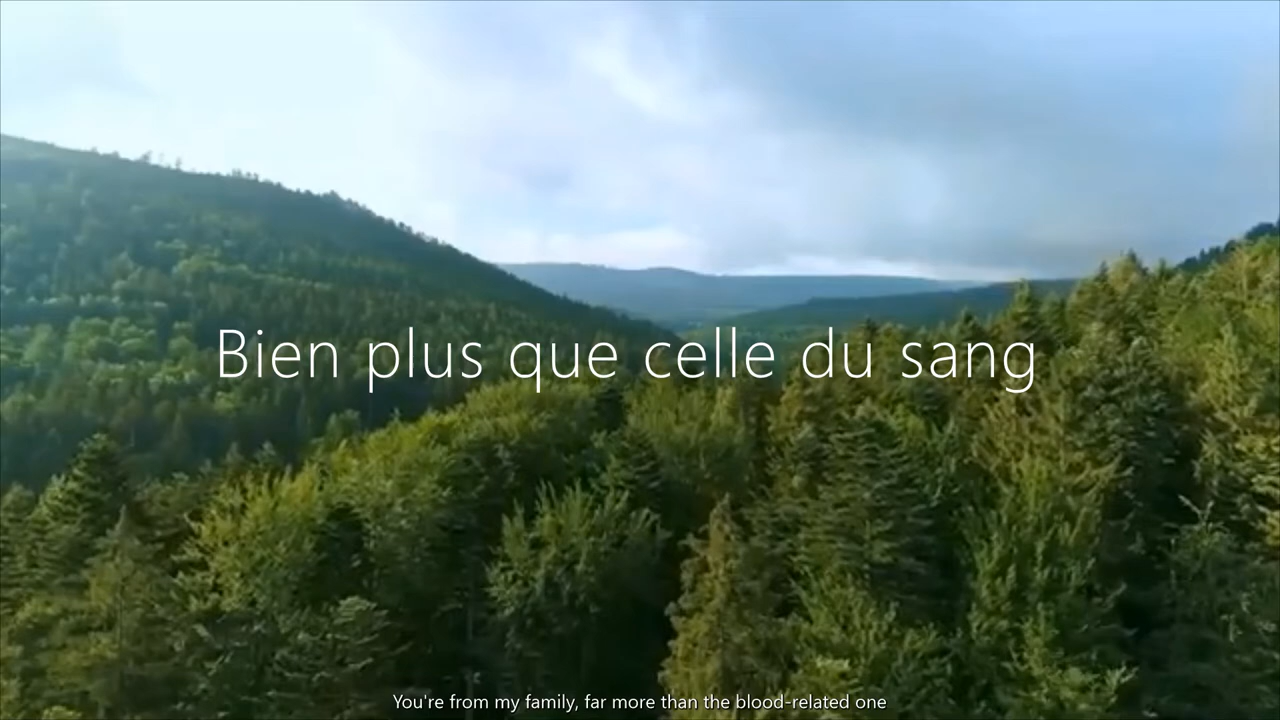 Bien plus que celle du sang
You're from my family, far more than the blood-related one